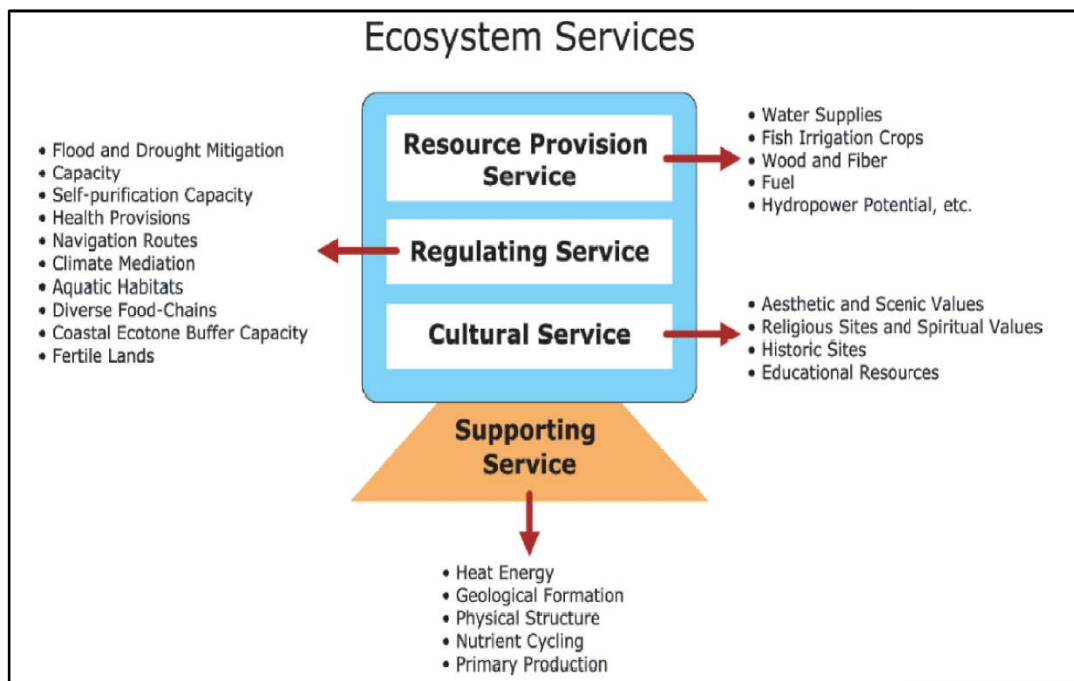 Ecosystem Services
Resource Provision
Service
• Water Supplies
• Fish Irrigation Crops
• Wood and Fiber
• Fuel
• Hydropower Potential, etc.
• Flood and Drought Mitigation
• Capacity
• Self-purification Capacity
• Health Provisions
• Navigation Routes
• Climate Mediation
• Aquatic Habitats
• Diverse Food-Chains
• Coastal Ecotone Buffer Capacity
• Fertile Lands
Regulating Service
Cultural Service
• Aesthetic and Scenic Values
• Religious Sites and Spiritual Values
• Historic Sites
• Educational Resources
Supporting
Service
• Heat Energy
• Geological Formation
• Physical Structure
• Nutrient Cycling
• Primary Production